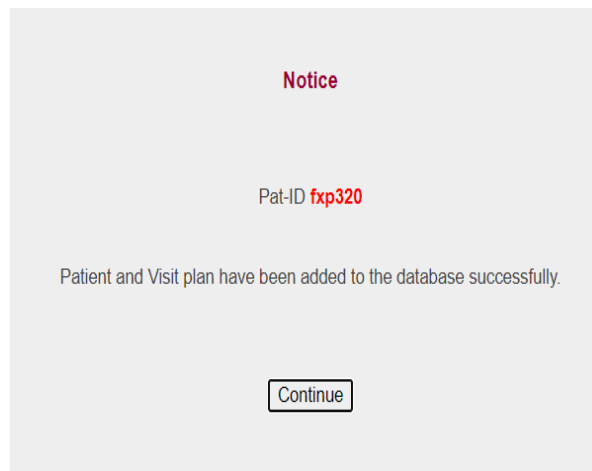 Notice
Pat-ID fxp320
Patient and Visit plan have been added to the database successfully.
Continue